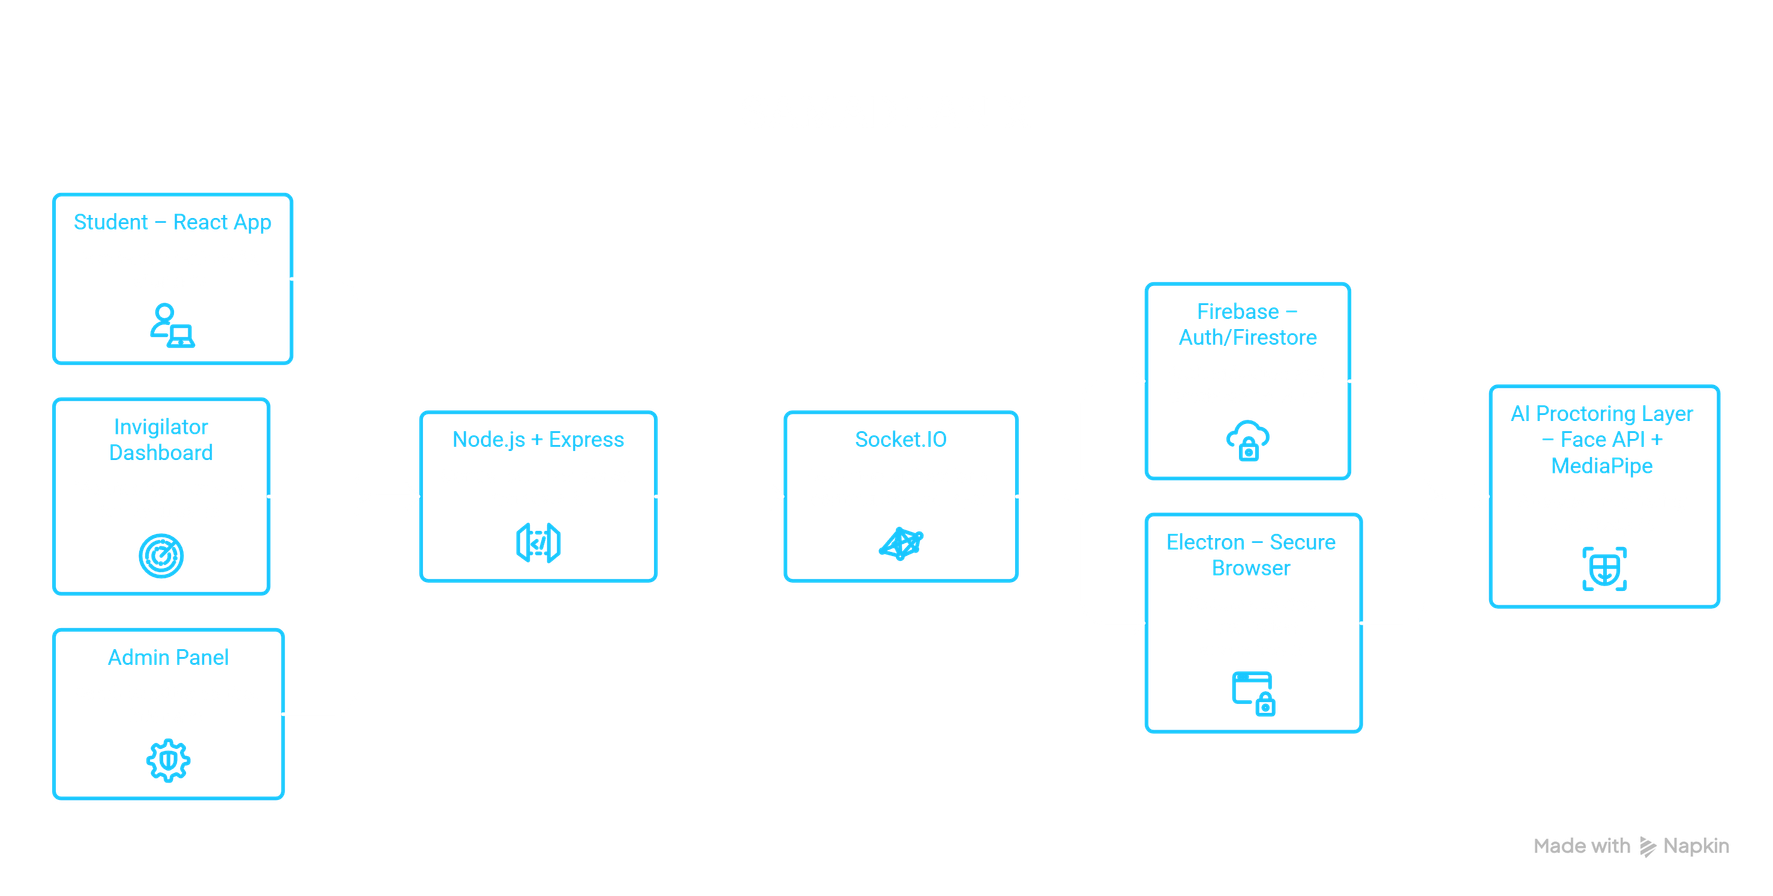 Student – React App
Invigilator
Dashboard
Admin Panel
Node.js + Express
Socket.IO
Firebase –
Auth/Firestore
Electron – Secure
Browser
AI Proctoring Layer
– Face API +
MediaPipe
Made with Napkin